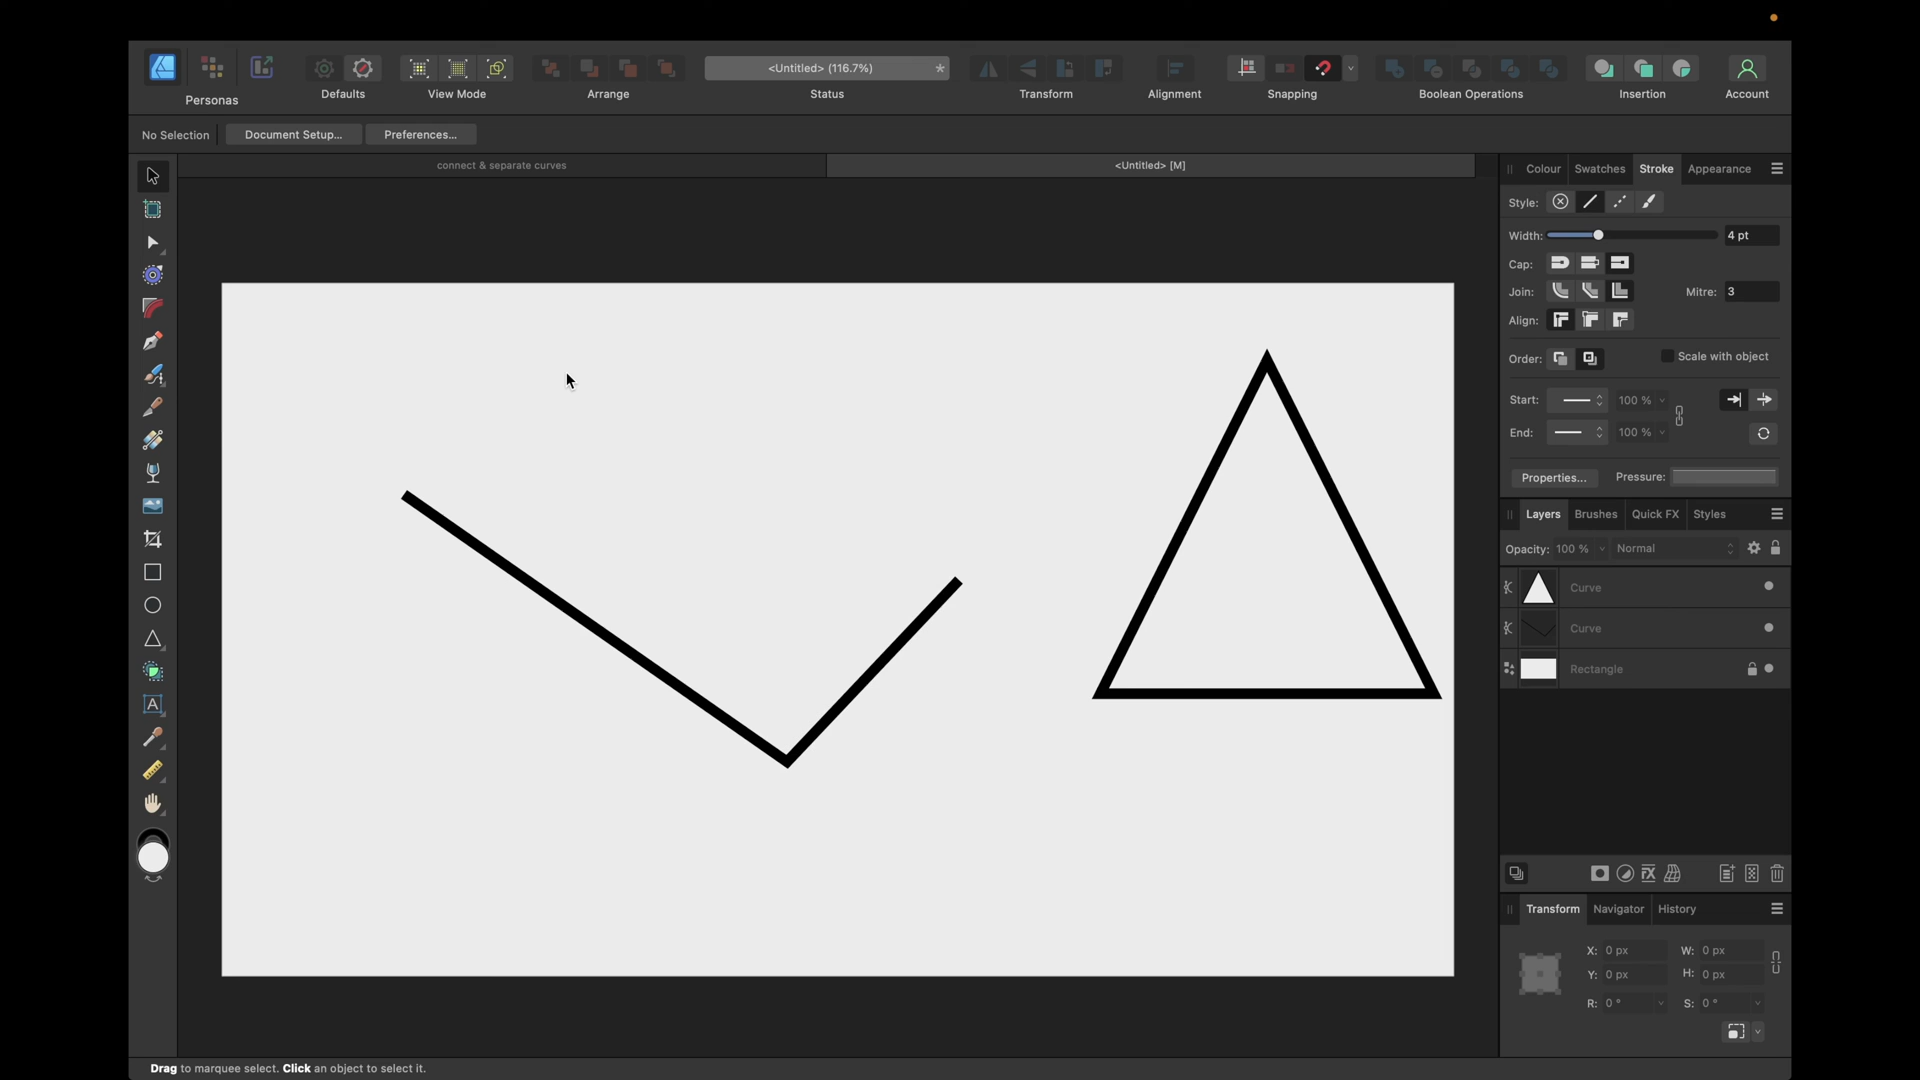 <Untitled> (116.7%)
*
Personas
Defaults
View Mode
Arrange
Status
Transform
Alignment
Snapping
Boolean Operations
Insertion
Account
No Selection
Document Setup...
Preferences...
connect & separate curves
<Untitled> [M]
Colour
Swatches
Stroke
Appearance
Style:
Width:
4 pt
Cap:
Join:
Mitre:
3
Align:
Order:
Scale with object
Start:
100 %
End:
100 %
Properties...
Pressure:
Layers
Brushes
Quick FX
Styles
Opacity:
100 %
Normal
Curve
Curve
Rectangle
A
Transform
Navigator
History
X:
0 px
W:
0 px
Y:
0 px
H:
0 px
R:
0 °
S:
0 °
Drag to marquee select. Click an object to select it.